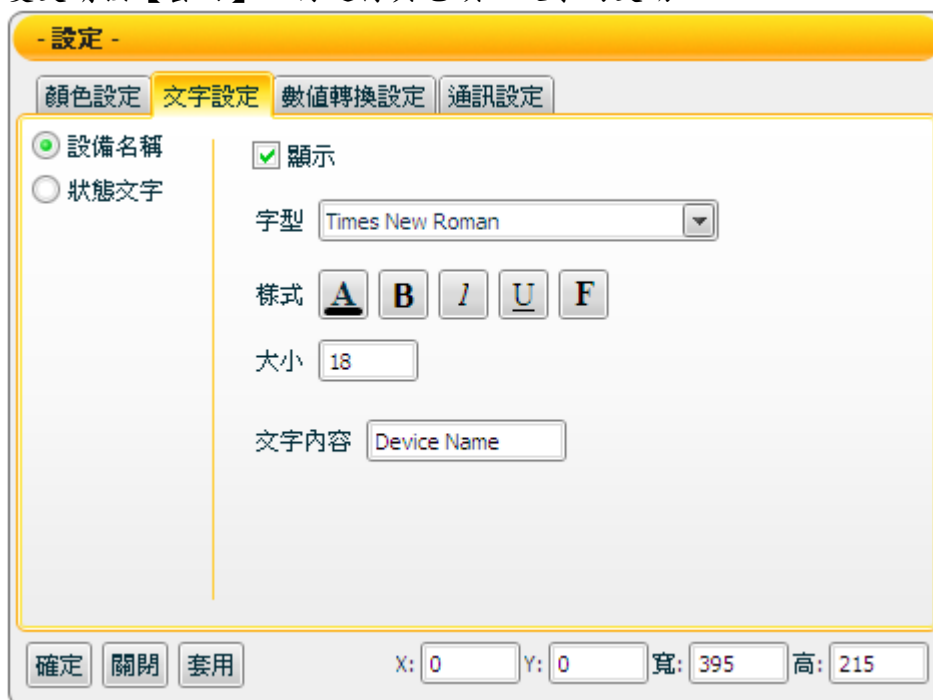 - 設定 -
顏色設定 文字設定 數值轉換設定 通訊設定
設備名稱
狀態文字
顯示
字型 Times New Roman
樣式 A B I U F
大小 18
文字內容 Device Name
確定 關閉 套用 X: 0 Y: 0 寬: 395 高: 215